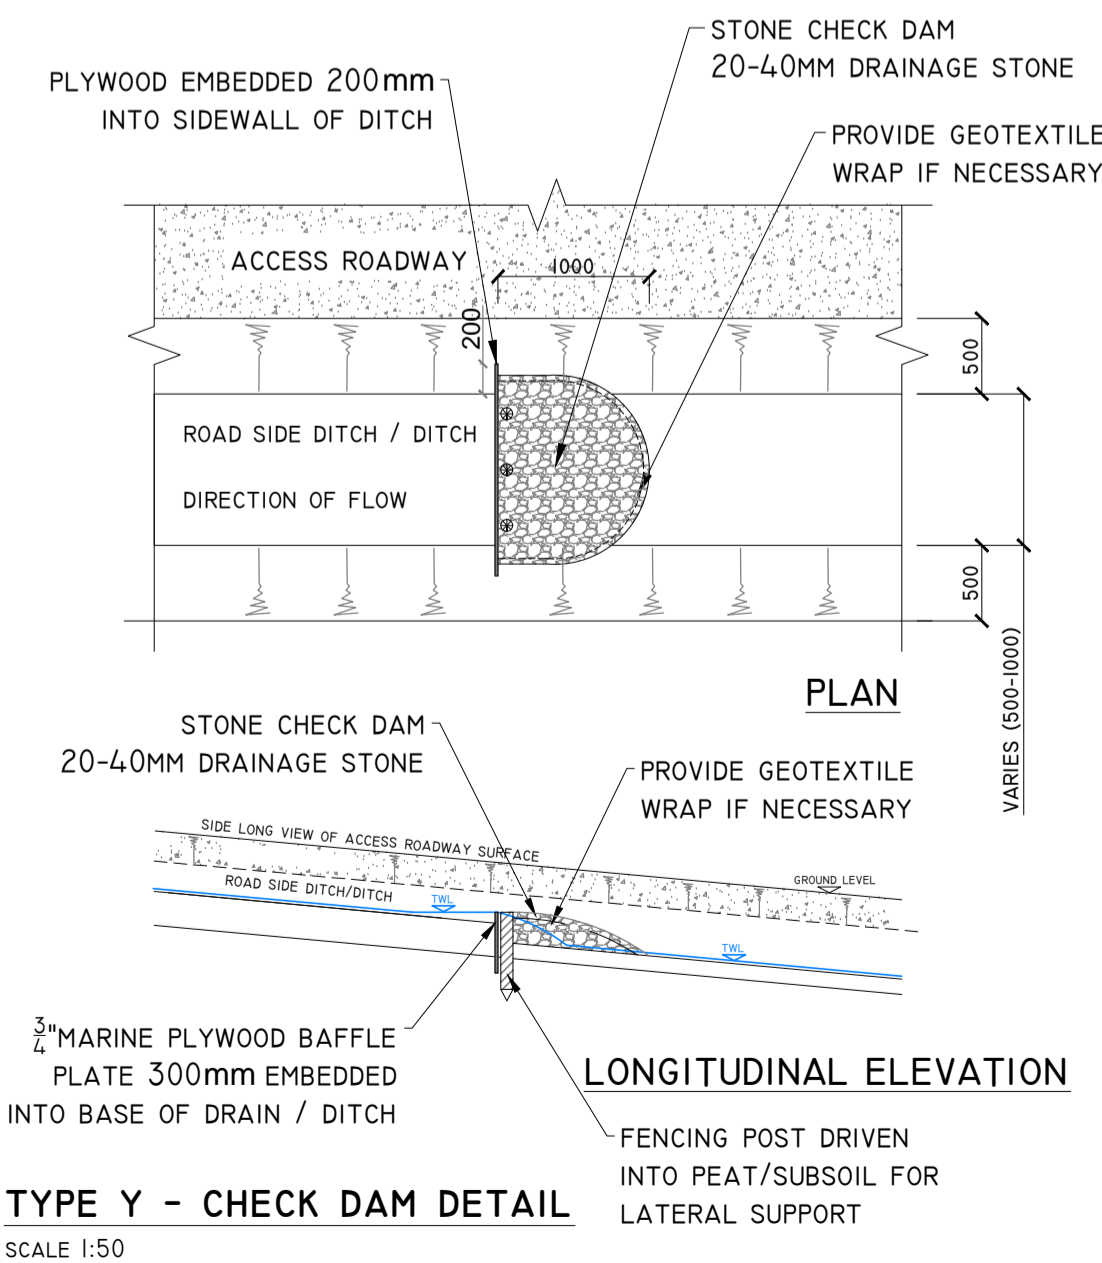 STONE CHECK DAM
20-40MM DRAINAGE STONE
PLYWOOD EMBEDDED 200mm
INTO SIDEWALL OF DITCH
PROVIDE GEOTEXTILE
WRAP IF NECESSARY
ACCESS ROADWAY
1000
200
500
ROAD SIDE DITCH / DITCH
DIRECTION OF FLOW
500
VARIES (500-1000)
PLAN
STONE CHECK DAM
20-40MM DRAINAGE STONE
PROVIDE GEOTEXTILE
WRAP IF NECESSARY
SIDE LONG VIEW OF ACCESS ROADWAY SURFACE
GROUND LEVEL
ROAD SIDE DITCH/DITCH
TWL
TWL
3/4"MARINE PLYWOOD BAFFLE
PLATE 300mm EMBEDDED
INTO BASE OF DRAIN / DITCH
LONGITUDINAL ELEVATION
FENCING POST DRIVEN
INTO PEAT/SUBSOIL FOR
LATERAL SUPPORT
TYPE Y - CHECK DAM DETAIL
SCALE 1:50